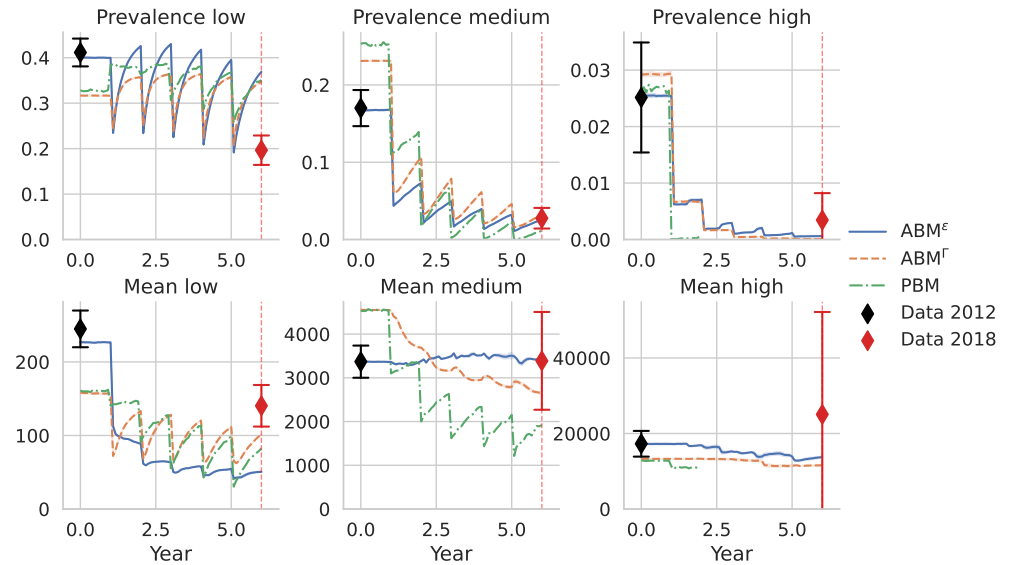 Prevalence low
0.4
0.3
0.2
0.1
0.0
0.0 2.5 5.0
Prevalence medium
0.2
0.1
0.0
0.0 2.5 5.0
Prevalence high
0.03
0.02
0.01
0.00
0.0 2.5 5.0
Mean low
200
100
0
0.0 2.5 5.0
Year
Mean medium
4000
3000
2000
1000
0
0.0 2.5 5.0
Year
Mean high
40000
20000
0
0.0 2.5 5.0
Year
ABM^ε
ABM^Γ
PBM
Data 2012
Data 2018